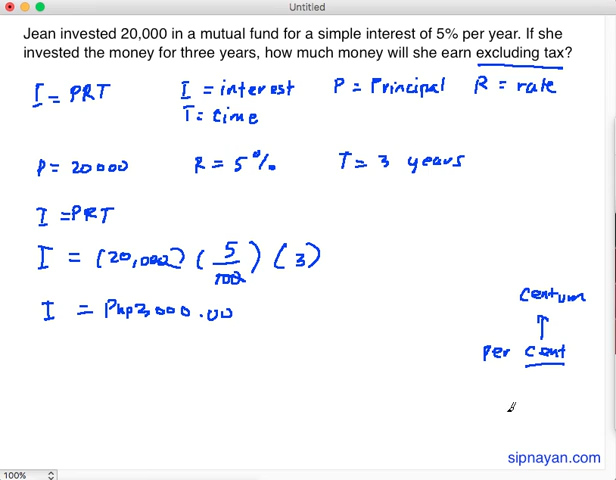 Untitled
Jean invested 20,000 in a mutual fund for a simple interest of 5% per year. If she
invested the money for three years, how much money will she earn excluding tax?
I = PRT I = interest P = Principal R = rate
T = time
P = 20000 R = 5% T = 3 years
I = PRT
I = (20,000) (5/100) (3)
I = Php3,000.00
centum
per cent
sipnayan.com
100%